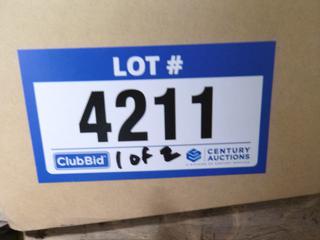 LOT #
4211
ClubBid 1 of 2 CENTURY
AUCTIONS